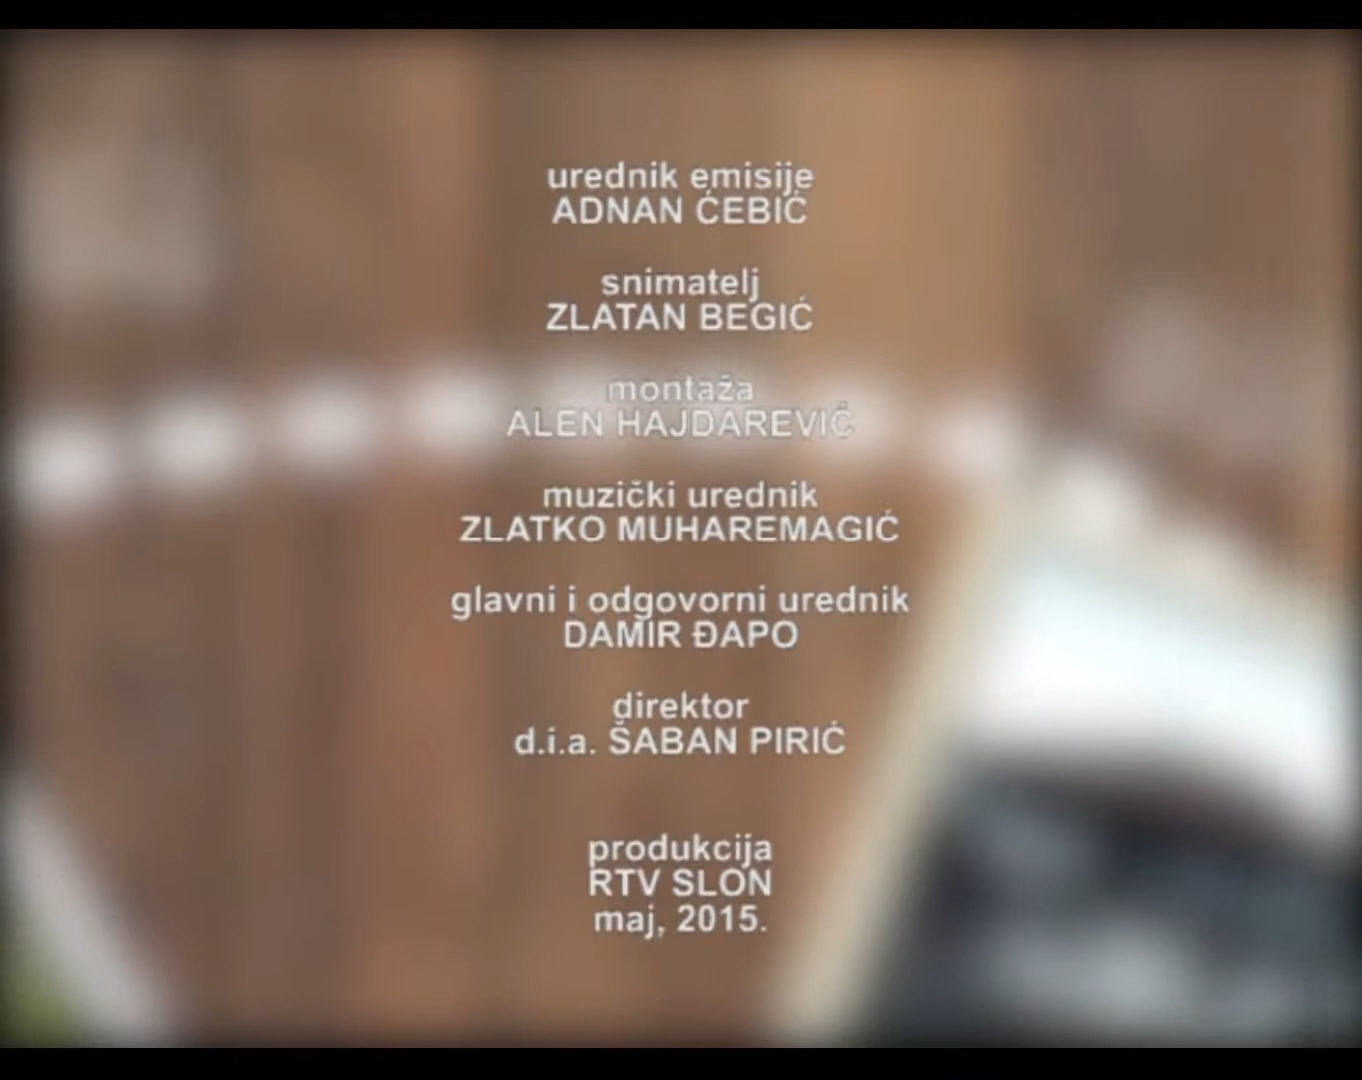 urednik emisije
ADNAN ĆEBIĆ
snimatelj
ZLATAN BEGIĆ
montaža
ALEN HAJDAREVIĆ
muzički urednik
ZLATKO MUHAREMAGIĆ
glavni i odgovorni urednik
DAMIR ĐAPO
direktor
d.i.a. ŠABAN PIRIĆ
produkcija
RTV SLON
maj, 2015.